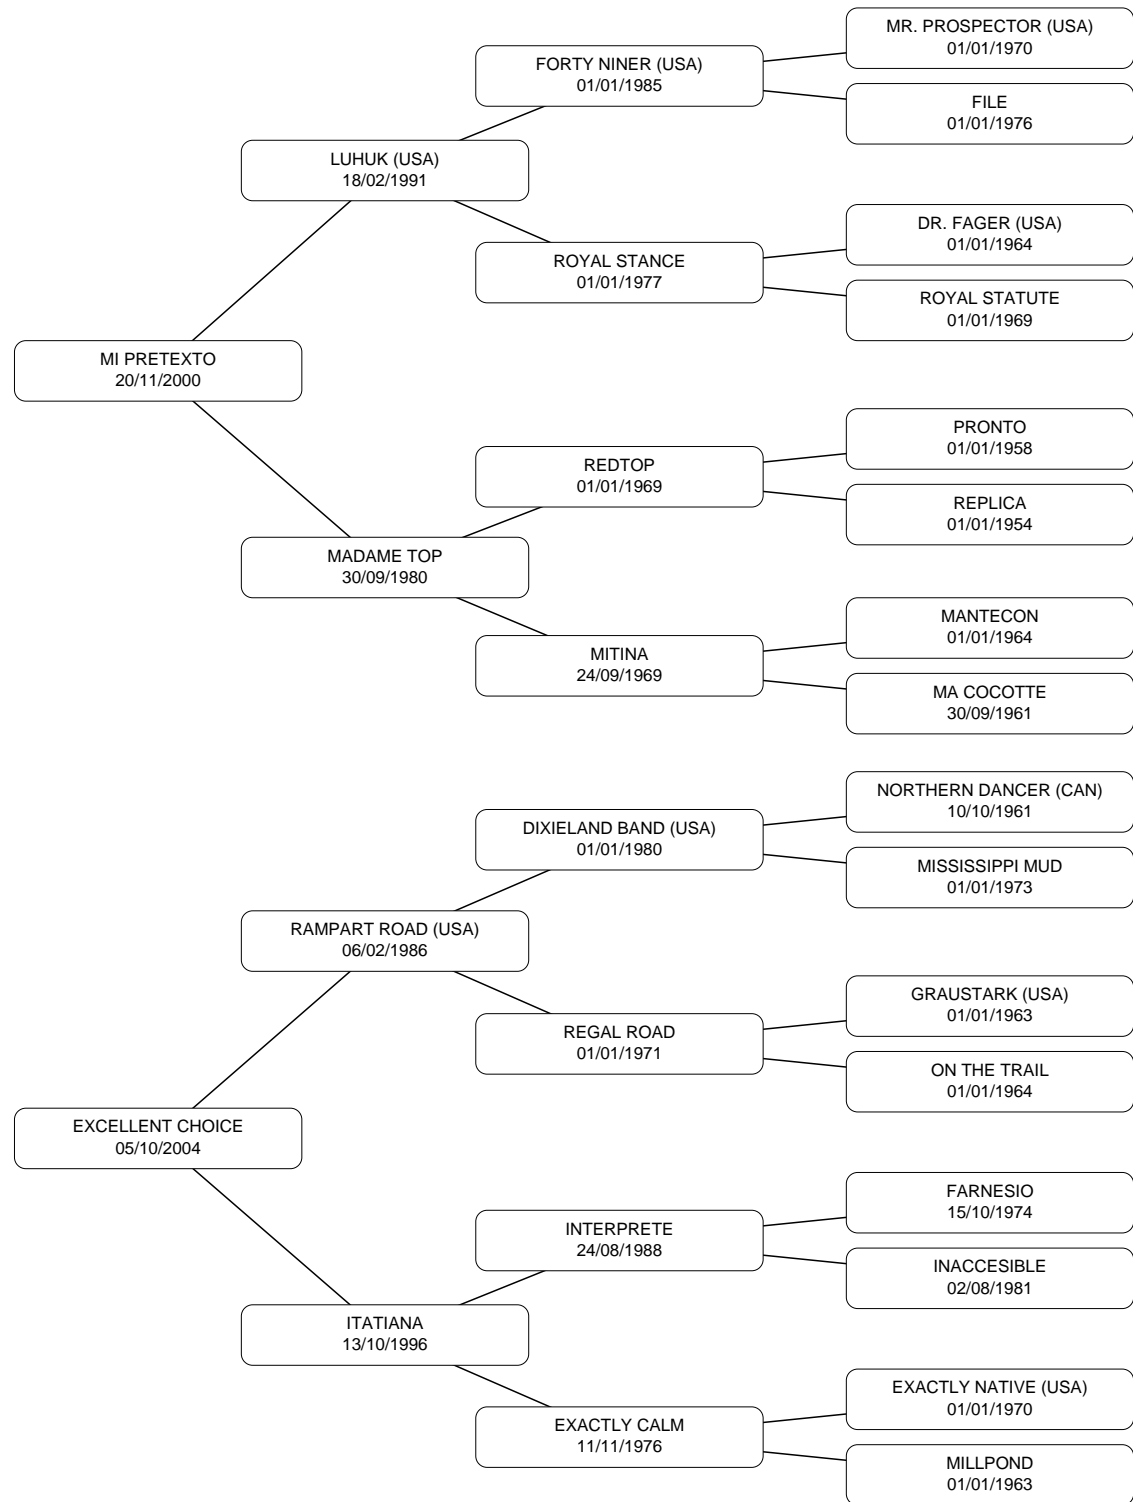 MR. PROSPECTOR (USA)
01/01/1970
FORTY NINER (USA)
01/01/1985
FILE
01/01/1976
LUHUK (USA)
18/02/1991
DR. FAGER (USA)
01/01/1964
ROYAL STANCE
01/01/1977
ROYAL STATUTE
01/01/1969
MI PRETEXTO
20/11/2000
PRONTO
01/01/1958
REDTOP
01/01/1969
REPLICA
01/01/1954
MADAME TOP
30/09/1980
MANTECON
01/01/1964
MITINA
24/09/1969
MA COCOTTE
30/09/1961
NORTHERN DANCER (CAN)
10/10/1961
DIXIELAND BAND (USA)
01/01/1980
MISSISSIPPI MUD
01/01/1973
RAMPART ROAD (USA)
06/02/1986
GRAUSTARK (USA)
01/01/1963
REGAL ROAD
01/01/1971
ON THE TRAIL
01/01/1964
EXCELLENT CHOICE
05/10/2004
FARNESIO
15/10/1974
INTERPRETE
24/08/1988
INACCESIBLE
02/08/1981
ITATIANA
13/10/1996
EXACTLY NATIVE (USA)
01/01/1970
EXACTLY CALM
11/11/1976
MILLPOND
01/01/1963